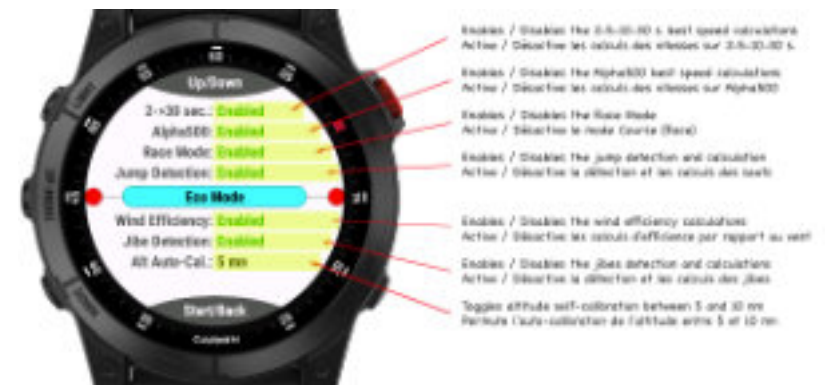 Up/Down
2->30 sec.: Enabled
Alpha500: Enabled
Race Mode: Enabled
Jump Detection: Enabled
Eco Mode
Wind Efficiency: Enabled
Jibe Detection: Enabled
Alt Auto-Cal.: 5 mn
Start/Back
Enables / Disables the 2-5-10-30 s best speed calculations
Active / Désactive les calculs des vitesses sur 2-5-10-30 s.
Enables / Disables the Alpha500 best speed calculations
Active / Désactive les calculs des vitesses sur Alpha500
Enables / Disables the Race Mode
Active / Désactive le mode Course (Race)
Enables / Disables the jump detection and calculation
Active / Désactive la détection et les calculs des sauts
Enables / Disables the wind efficiency calculations
Active / Désactive les calculs d'efficience par rapport au vent
Enables / Disables the jibes detection and calculations
Active / Désactive la détection et les calculs des jibes
Toggles altitude self-calibration between 5 and 10 mn
Permute l'auto-calibration de l'altitude entre 5 et 10 mn